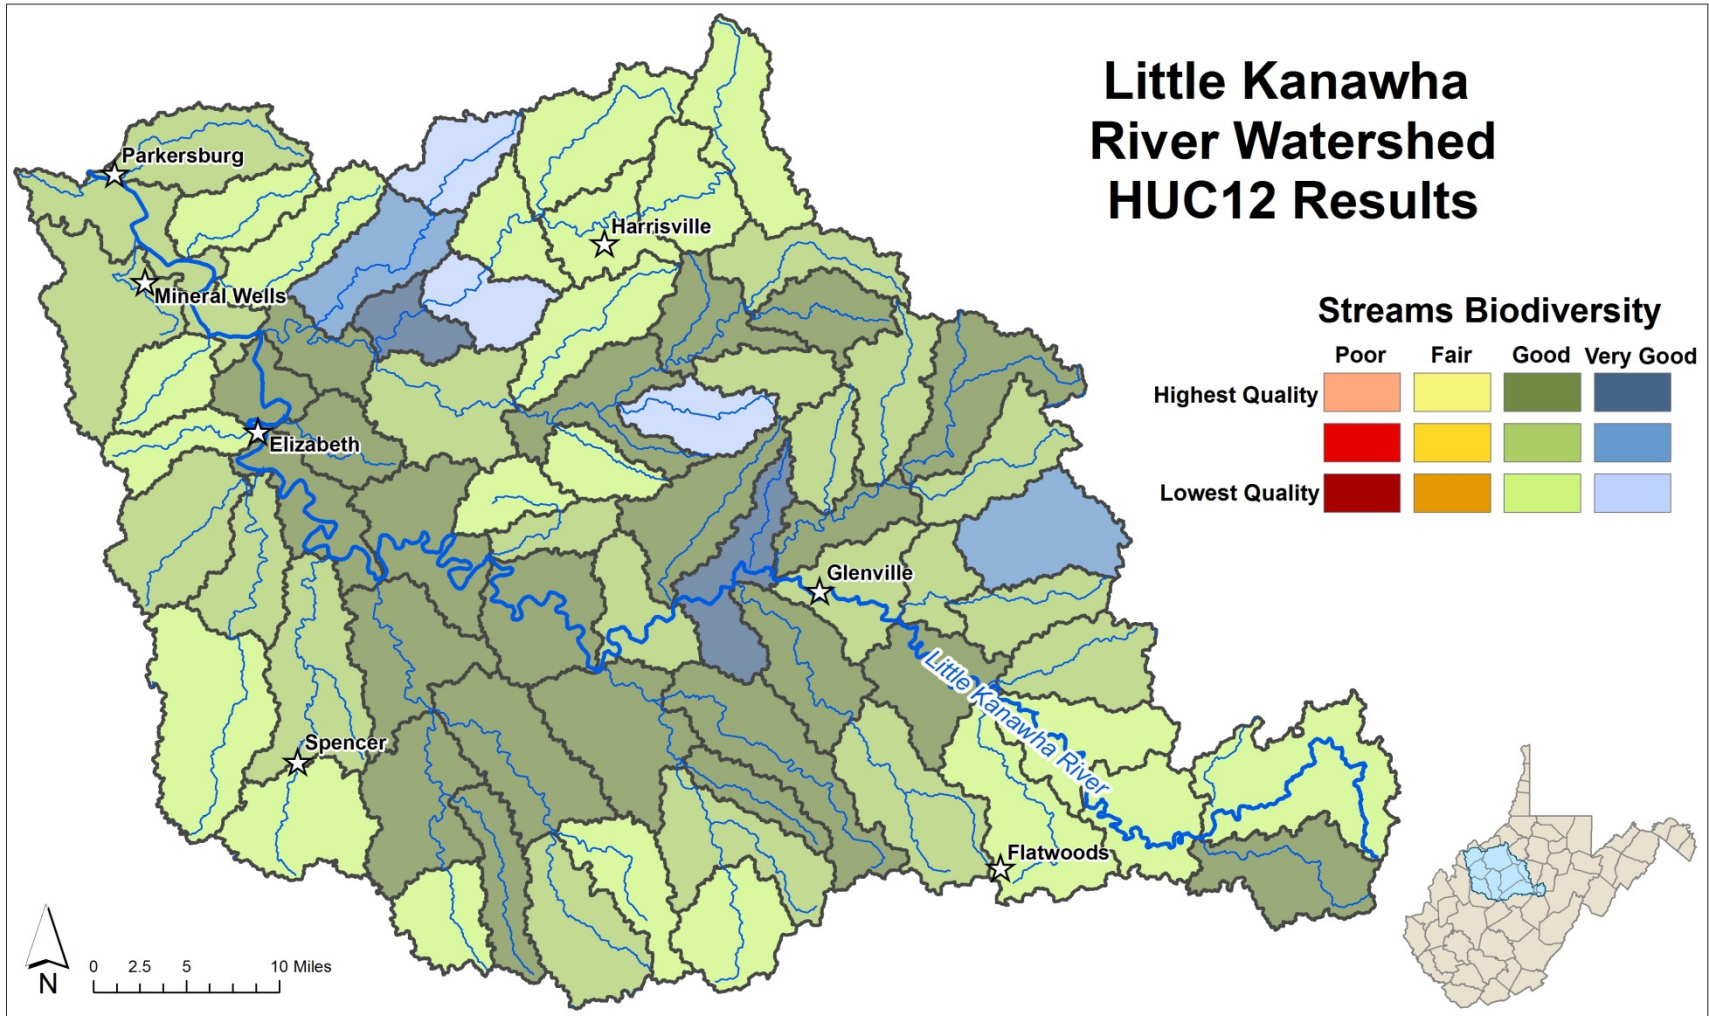 Little Kanawha
River Watershed
HUC12 Results
Parkersburg
Harrisville
Mineral Wells
Streams Biodiversity
Poor Fair Good Very Good
Highest Quality
Lowest Quality
Elizabeth
Glenville
Little Kanawha River
Spencer
Flatwoods
N
0 2.5 5 10 Miles